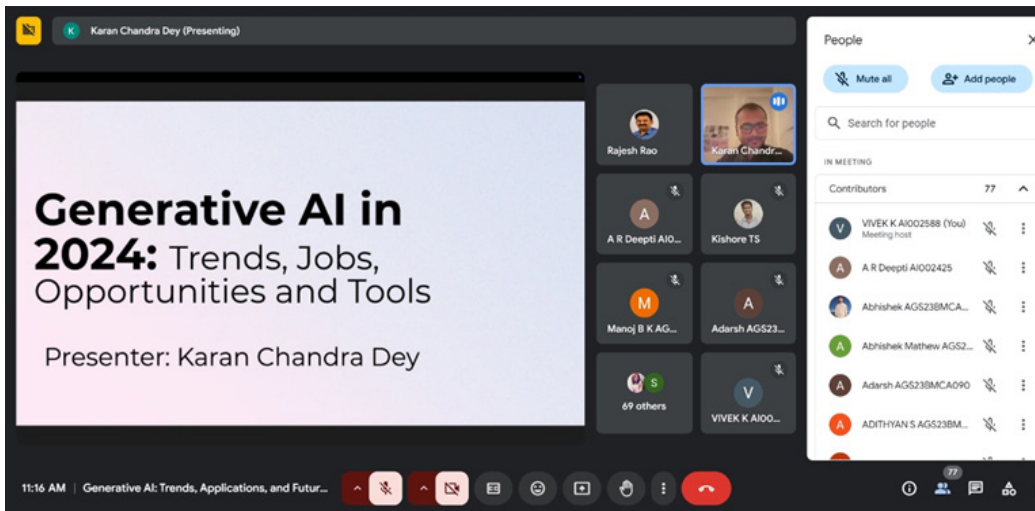 K Karan Chandra Dey (Presenting)
Generative AI in
2024: Trends, Jobs,
Opportunities and Tools
Presenter: Karan Chandra Dey
Rajesh Rao
Karan Chandr...
A
A R Deepti AI0...
Kishore TS
M
Manoj B K AG...
A
Adarsh AGS23...
S
69 others
V
VIVEK K AI00...
People
Mute all
Add people
Search for people
IN MEETING
Contributors 77
V VIVEK K AI002588 (You)
Meeting host
A A R Deepti AI002425
Abhishek AGS23BMCA...
A Abhishek Mathew AGS2...
A Adarsh AGS23BMCA090
A ADITHYAN S AGS23BM...
11:16 AM | Generative AI: Trends, Applications, and Futur...
77